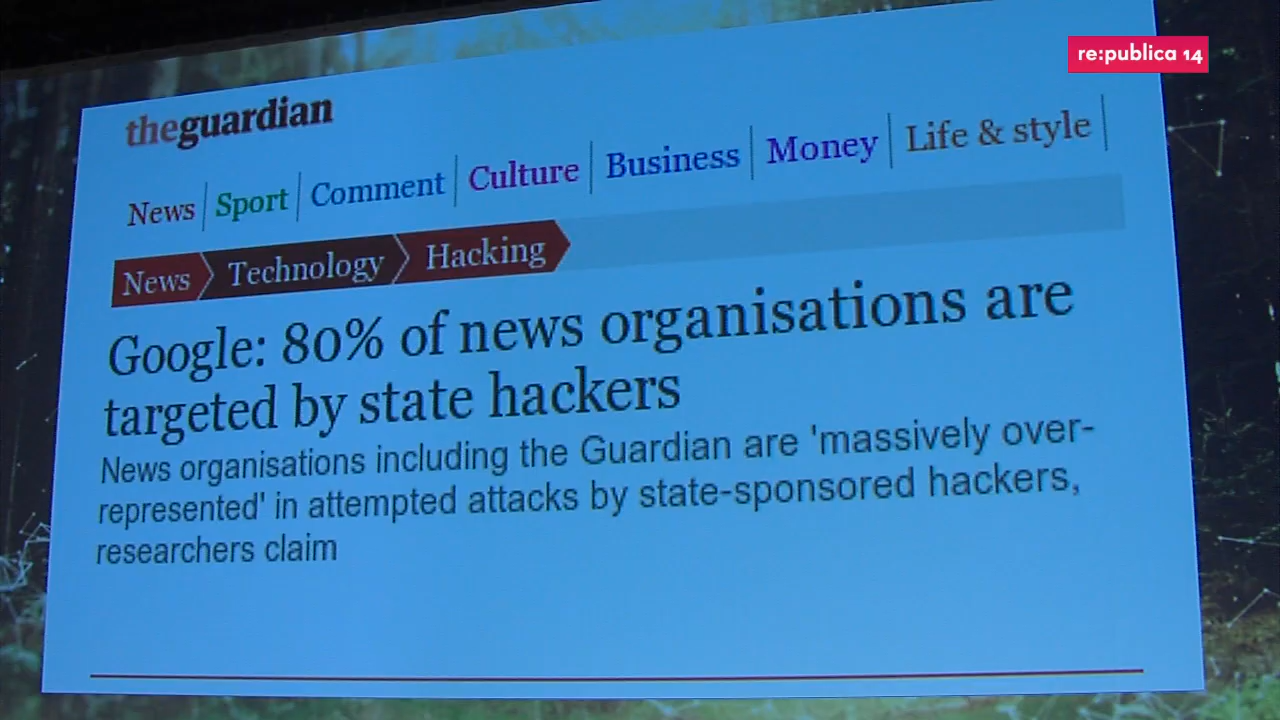 re:publica 14
theguardian
News Sport Comment Culture Business Money Life & style
News Technology Hacking
Google: 80% of news organisations are
targeted by state hackers
News organisations including the Guardian are 'massively over-
represented' in attempted attacks by state-sponsored hackers,
researchers claim